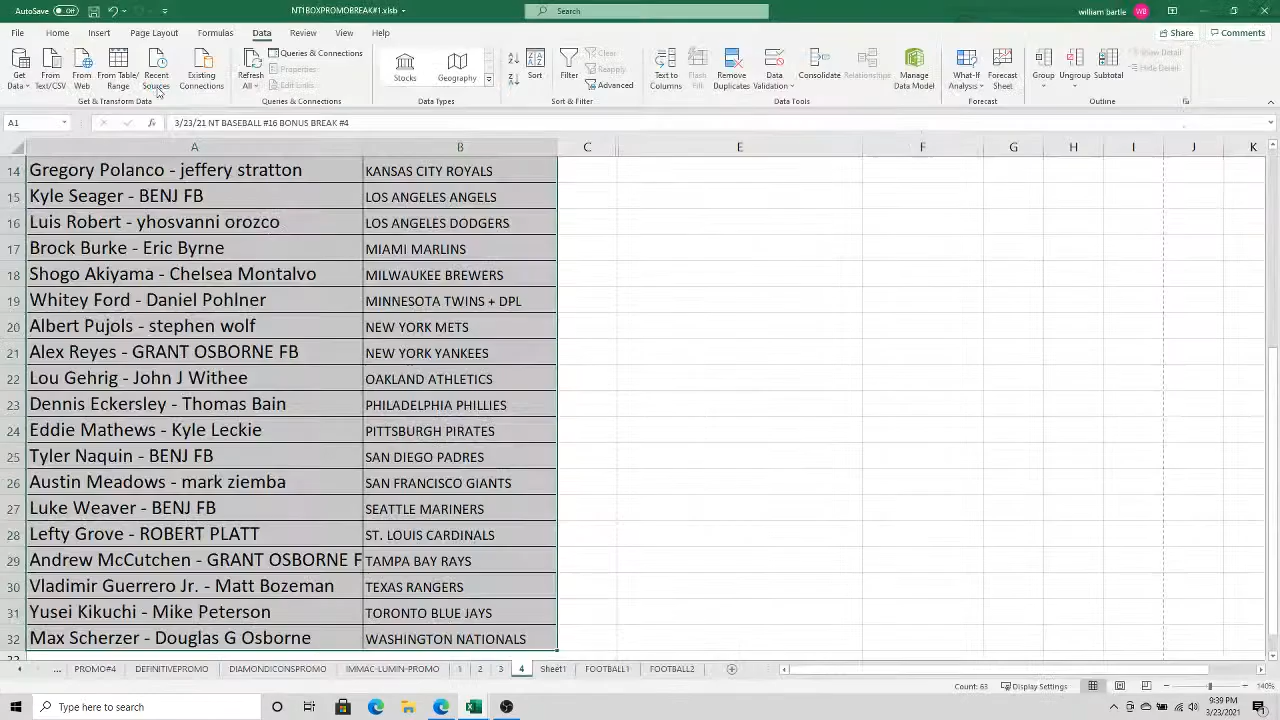 AutoSave Off NT1BOXPROMOBREAK#1.xlsb Search william bartle WB
File Home Insert Page Layout Formulas Data Review View Help Share Comments
Get Data From Text/CSV From Web From Table/ Range Recent Sources Existing Connections
Refresh All Queries & Connections Properties Edit Links
Stocks Geography
Sort Filter Clear Reapply Advanced
Text to Columns Flash Fill Remove Duplicates Data Validation Consolidate Relationships Manage Data Model
What-If Analysis Forecast Sheet Group Ungroup Subtotal Show Detail Hide Detail
Get & Transform Data Queries & Connections Data Types Sort & Filter Data Tools Forecast Outline
A1 fx 3/23/21 NT BASEBALL #16 BONUS BREAK #4
A B C E F G H I J K
14 Gregory Polanco - jeffery stratton KANSAS CITY ROYALS
15 Kyle Seager - BENJ FB LOS ANGELES ANGELS
16 Luis Robert - yhosvanni orozco LOS ANGELES DODGERS
17 Brock Burke - Eric Byrne MIAMI MARLINS
18 Shogo Akiyama - Chelsea Montalvo MILWAUKEE BREWERS
19 Whitey Ford - Daniel Pohlner MINNESOTA TWINS + DPL
20 Albert Pujols - stephen wolf NEW YORK METS
21 Alex Reyes - GRANT OSBORNE FB NEW YORK YANKEES
22 Lou Gehrig - John J Withee OAKLAND ATHLETICS
23 Dennis Eckersley - Thomas Bain PHILADELPHIA PHILLIES
24 Eddie Mathews - Kyle Leckie PITTSBURGH PIRATES
25 Tyler Naquin - BENJ FB SAN DIEGO PADRES
26 Austin Meadows - mark ziemba SAN FRANCISCO GIANTS
27 Luke Weaver - BENJ FB SEATTLE MARINERS
28 Lefty Grove - ROBERT PLATT ST. LOUIS CARDINALS
29 Andrew McCutchen - GRANT OSBORNE F TAMPA BAY RAYS
30 Vladimir Guerrero Jr. - Matt Bozeman TEXAS RANGERS
31 Yusei Kikuchi - Mike Peterson TORONTO BLUE JAYS
32 Max Scherzer - Douglas G Osborne WASHINGTON NATIONALS
... PROMO#4 DEFINITIVEPROMO DIAMONDICONSPROMO IMMAC-LUMIN-PROMO 1 2 3 4 Sheet1 FOOTBALL1 FOOTBALL2
Count: 63 Display Settings 140%
Type here to search 9:39 PM
3/23/2021